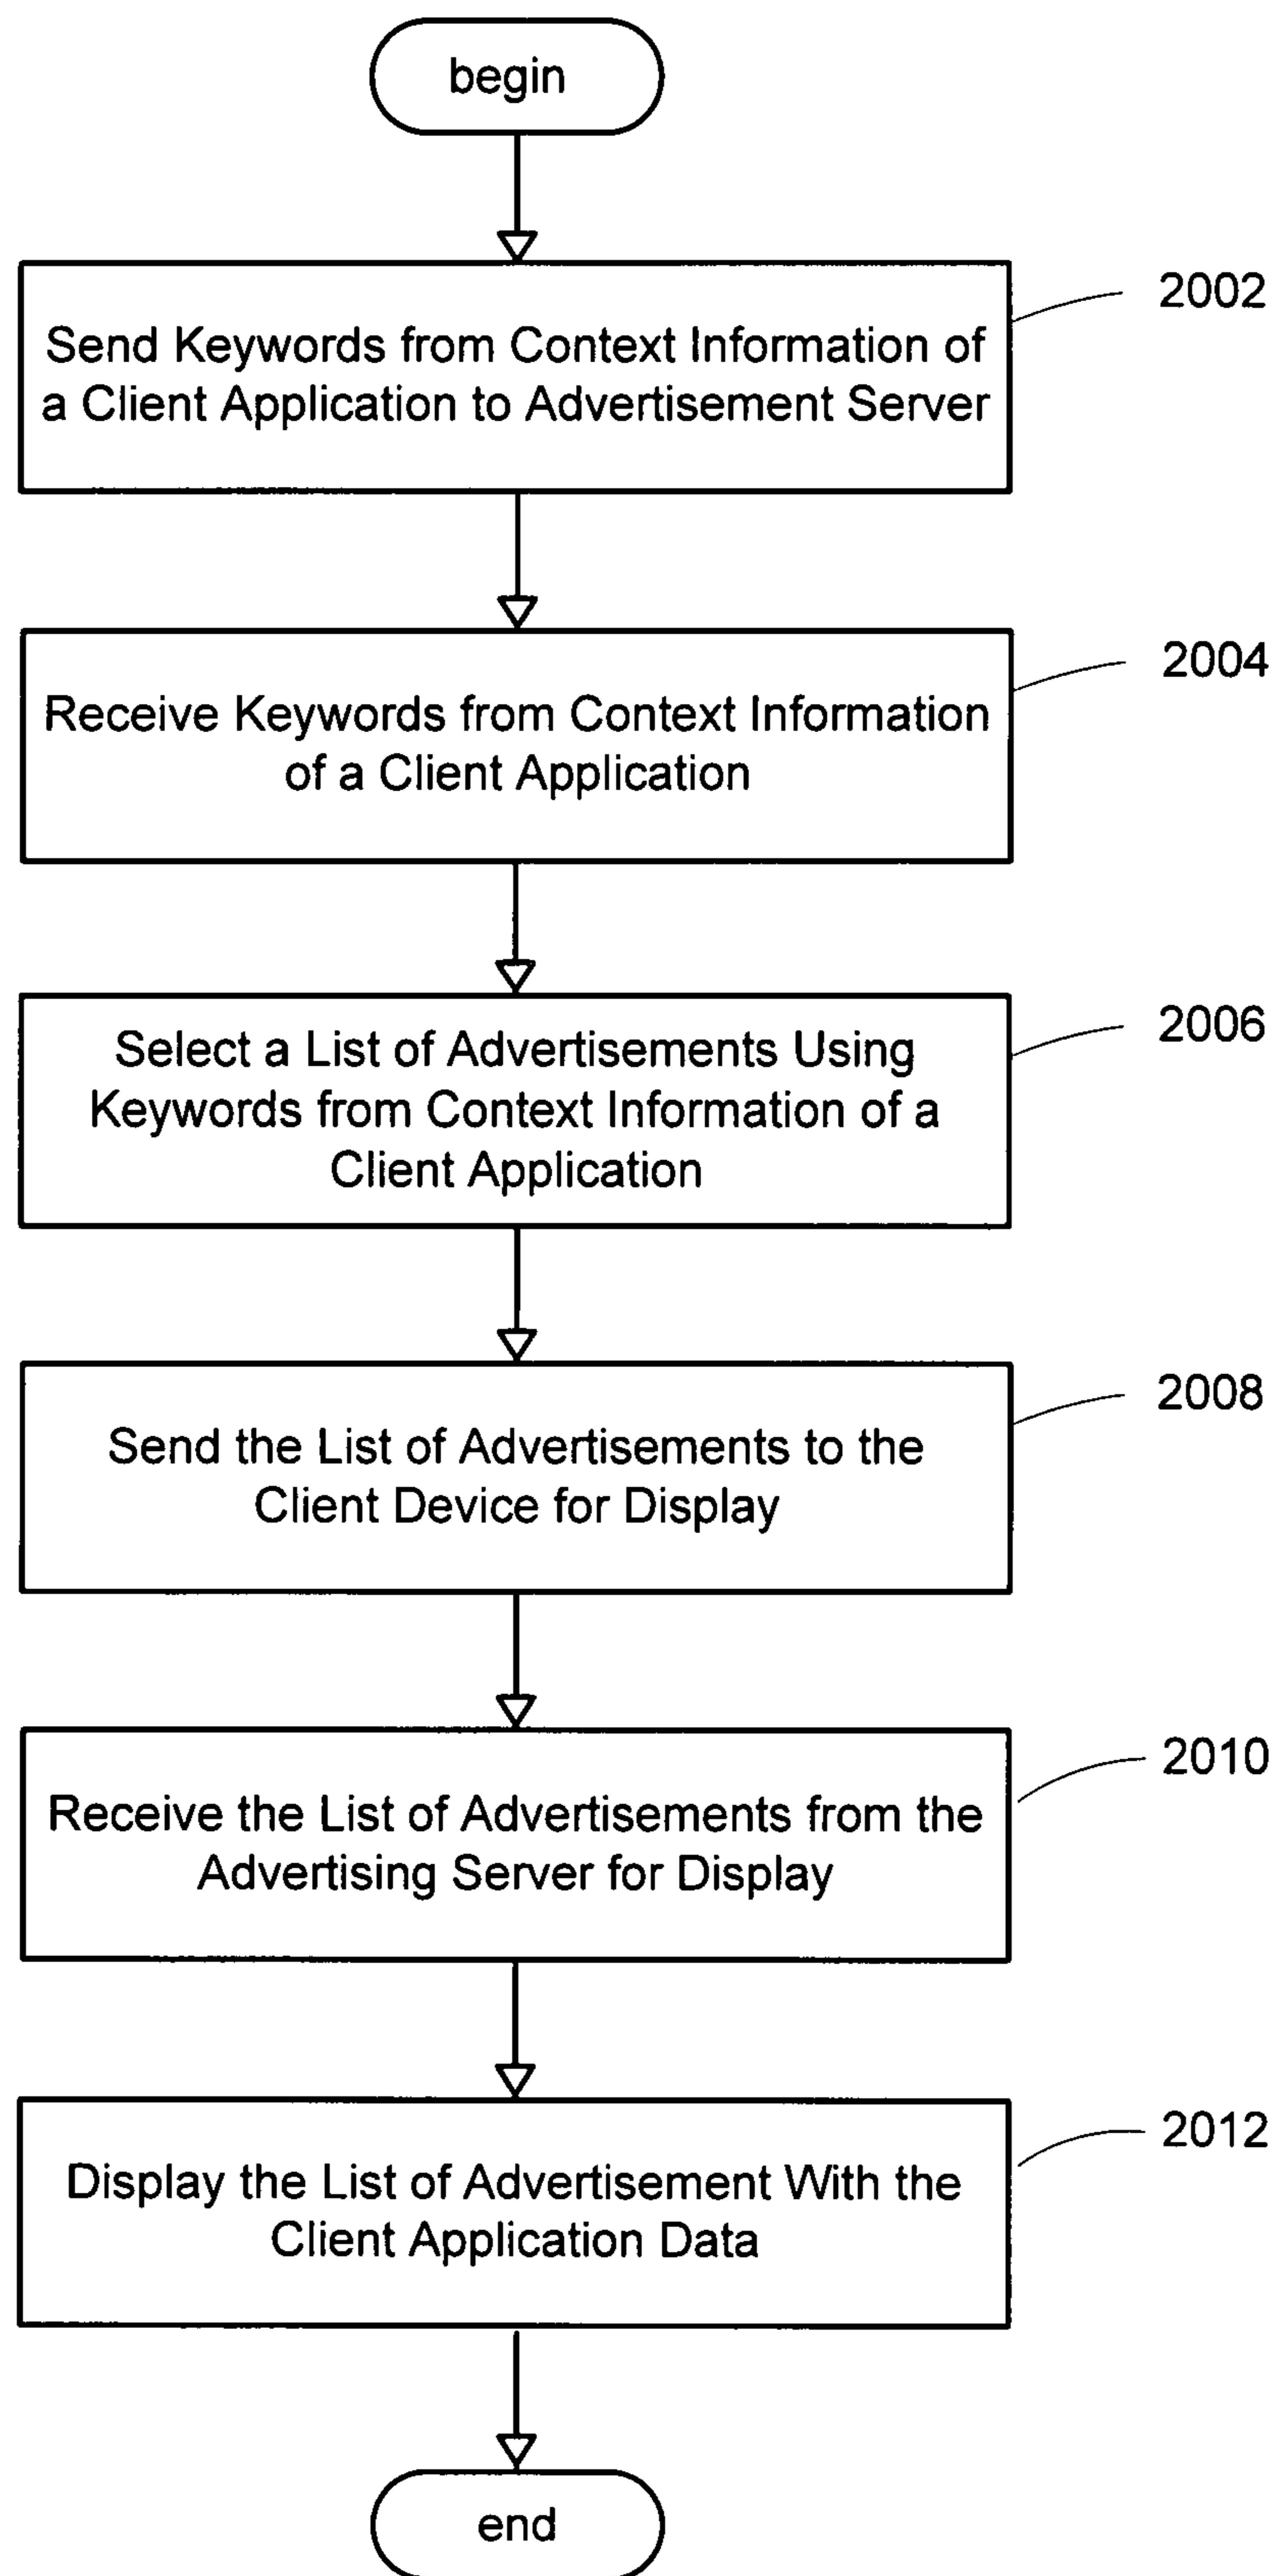 begin
2002
Send Keywords from Context Information of
a Client Application to Advertisement Server
2004
Receive Keywords from Context Information
of a Client Application
2006
Select a List of Advertisements Using
Keywords from Context Information of a
Client Application
2008
Send the List of Advertisements to the
Client Device for Display
2010
Receive the List of Advertisements from the
Advertising Server for Display
2012
Display the List of Advertisement With the
Client Application Data
end